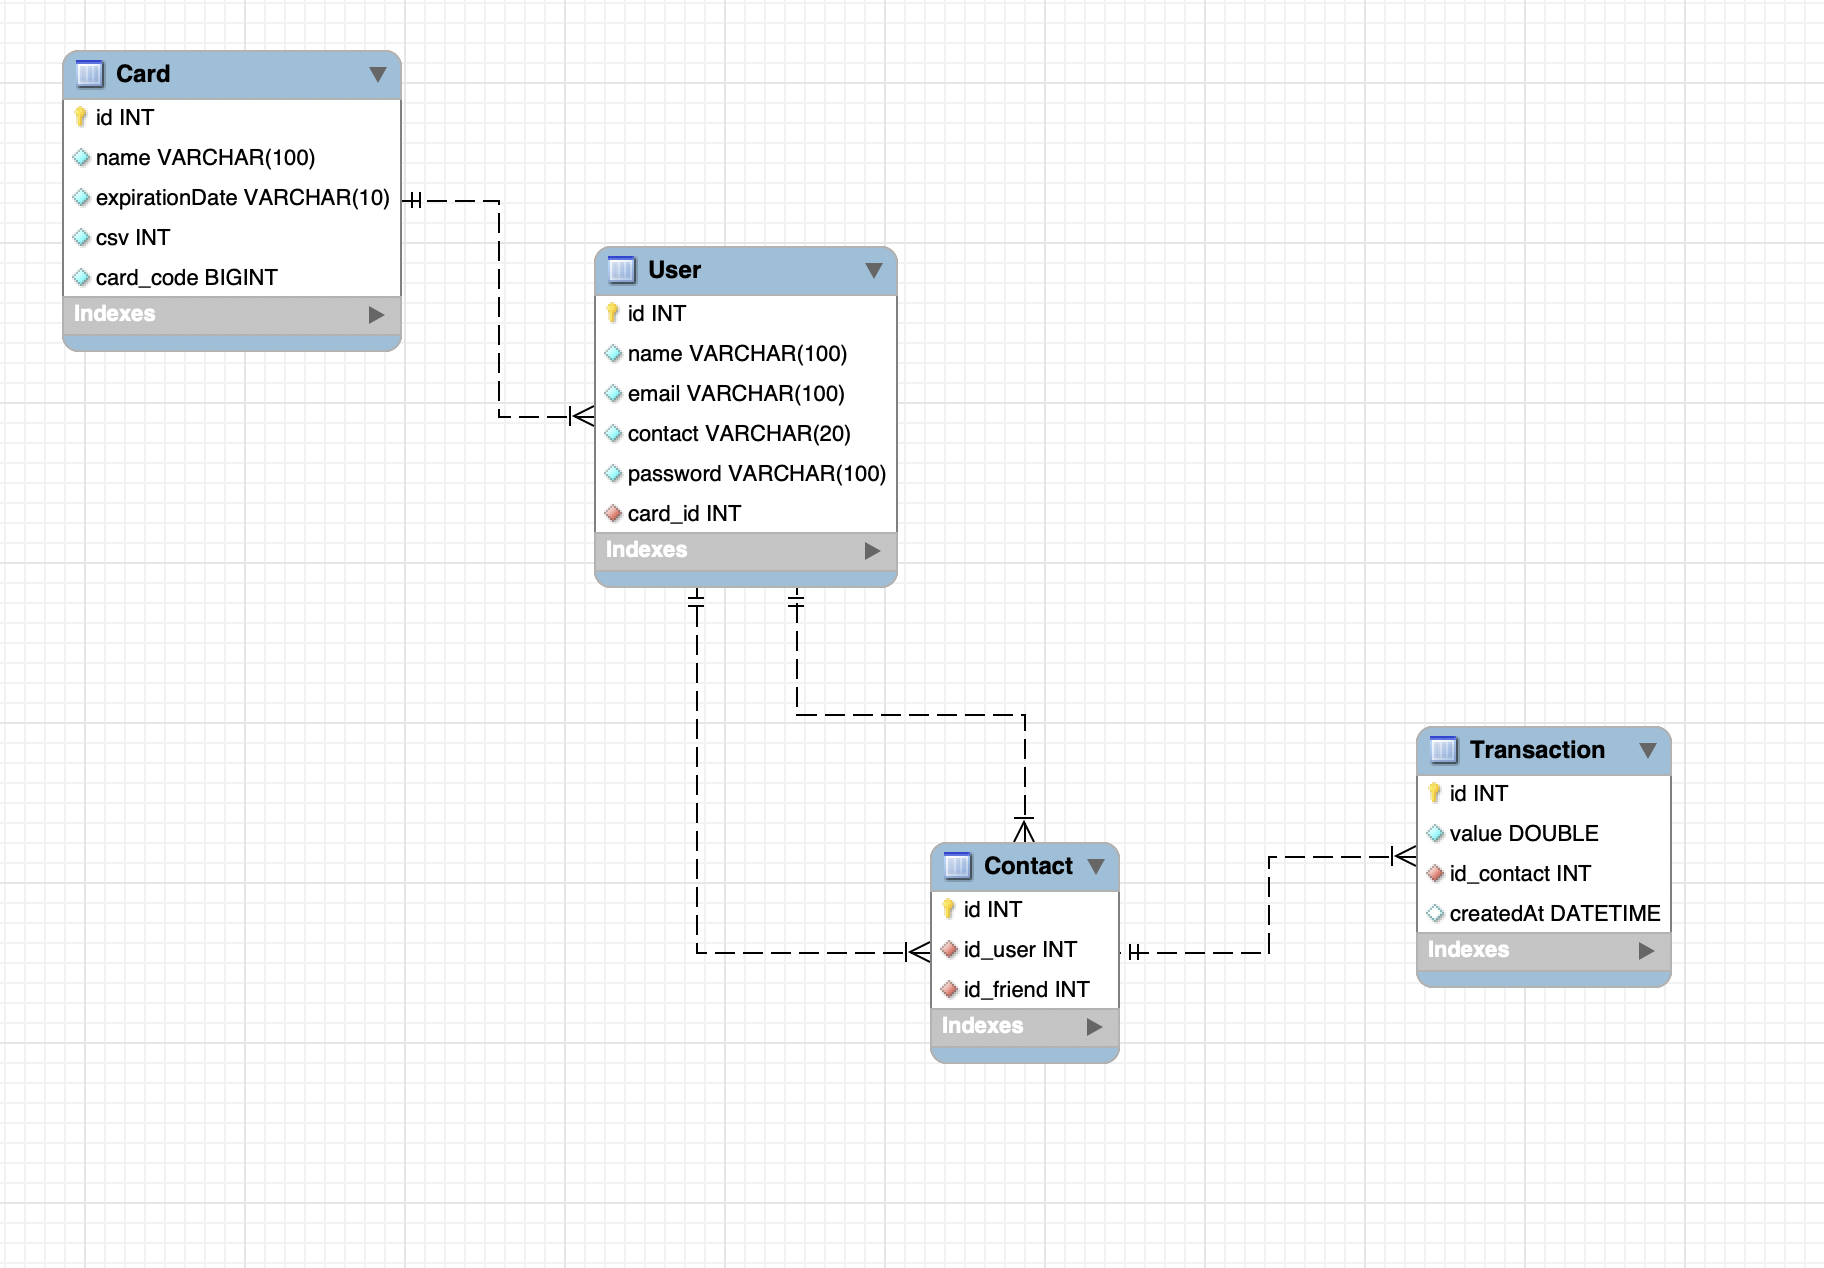 Card
id INT
name VARCHAR(100)
expirationDate VARCHAR(10)
csv INT
card_code BIGINT
Indexes
User
id INT
name VARCHAR(100)
email VARCHAR(100)
contact VARCHAR(20)
password VARCHAR(100)
card_id INT
Indexes
Contact
id INT
id_user INT
id_friend INT
Indexes
Transaction
id INT
value DOUBLE
id_contact INT
createdAt DATETIME
Indexes